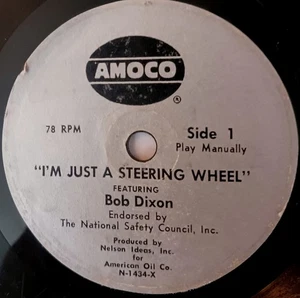 AMOCO
®
78 RPM
Side 1
Play Manually
"I'M JUST A STEERING WHEEL"
FEATURING
Bob Dixon
Endorsed by
The National Safety Council, Inc.
Produced by
Nelson Ideas, Inc.
for
American Oil Co.
N-1434-X